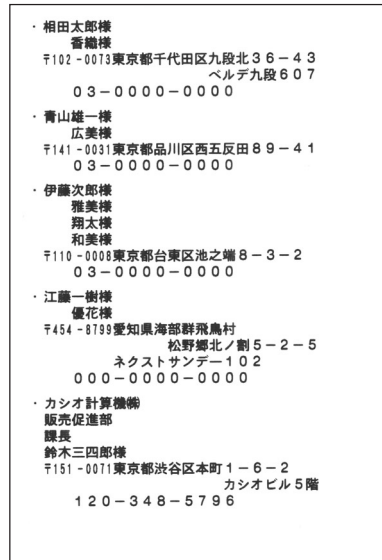 ・相田太郎様
香織様
〒102-0073東京都千代田区九段北３６－４３
ベルデ九段６０７
０３－００００－００００
・青山雄一様
広美様
〒141-0031東京都品川区西五反田８９－４１
０３－００００－００００
・伊藤次郎様
雅美様
翔太様
和美様
〒110-0008東京都台東区池之端８－３－２
０３－００００－００００
・江藤一樹様
優花様
〒454-8799愛知県海部群飛鳥村
松野郷北ノ割５－２－５
ネクストサンデー１０２
０００－００００－００００
・カシオ計算機㈱
販売促進部
課長
鈴木三四郎様
〒151-0071東京都渋谷区本町１－６－２
カシオビル５階
１２０－３４８－５７９６